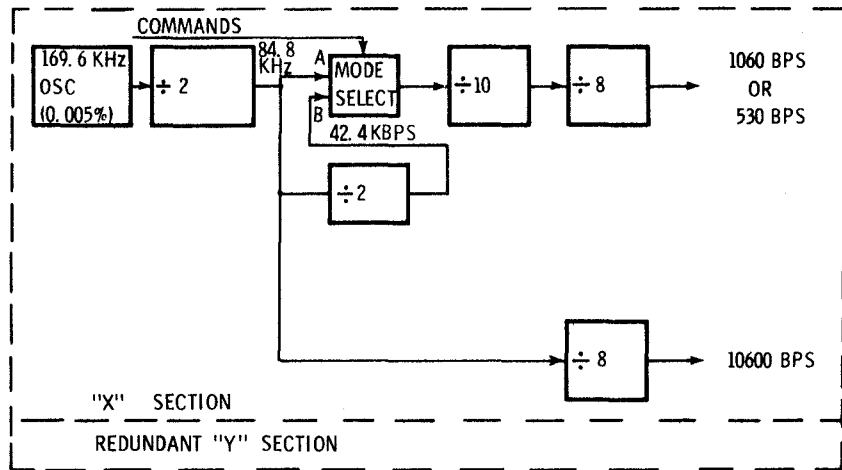 COMMANDS
169.6 KHz
OSC
(0.005%)
÷ 2
84.8
KHz
A
B
MODE
SELECT
42.4 KBPS
÷10
÷ 8
1060 BPS
OR
530 BPS
÷2
÷ 8
10600 BPS
"X" SECTION
REDUNDANT "Y" SECTION